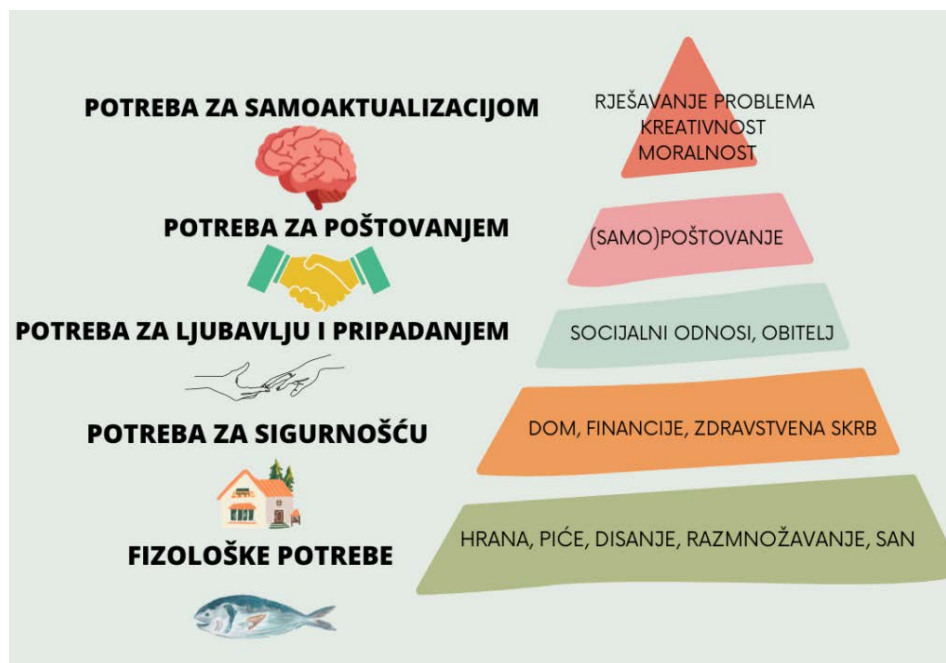 POTREBA ZA SAMOAKTUALIZACIJOM
RJEŠAVANJE PROBLEMA
KREATIVNOST
MORALNOST
POTREBA ZA POŠTOVANJEM
(SAMO)POŠTOVANJE
POTREBA ZA LJUBAVLJU I PRIPADANJEM
SOCIJALNI ODNOSI, OBITELJ
POTREBA ZA SIGURNOŠĆU
DOM, FINANCIJE, ZDRAVSTVENA SKRB
FIZOLOŠKE POTREBE
HRANA, PIĆE, DISANJE, RAZMNOŽAVANJE, SAN